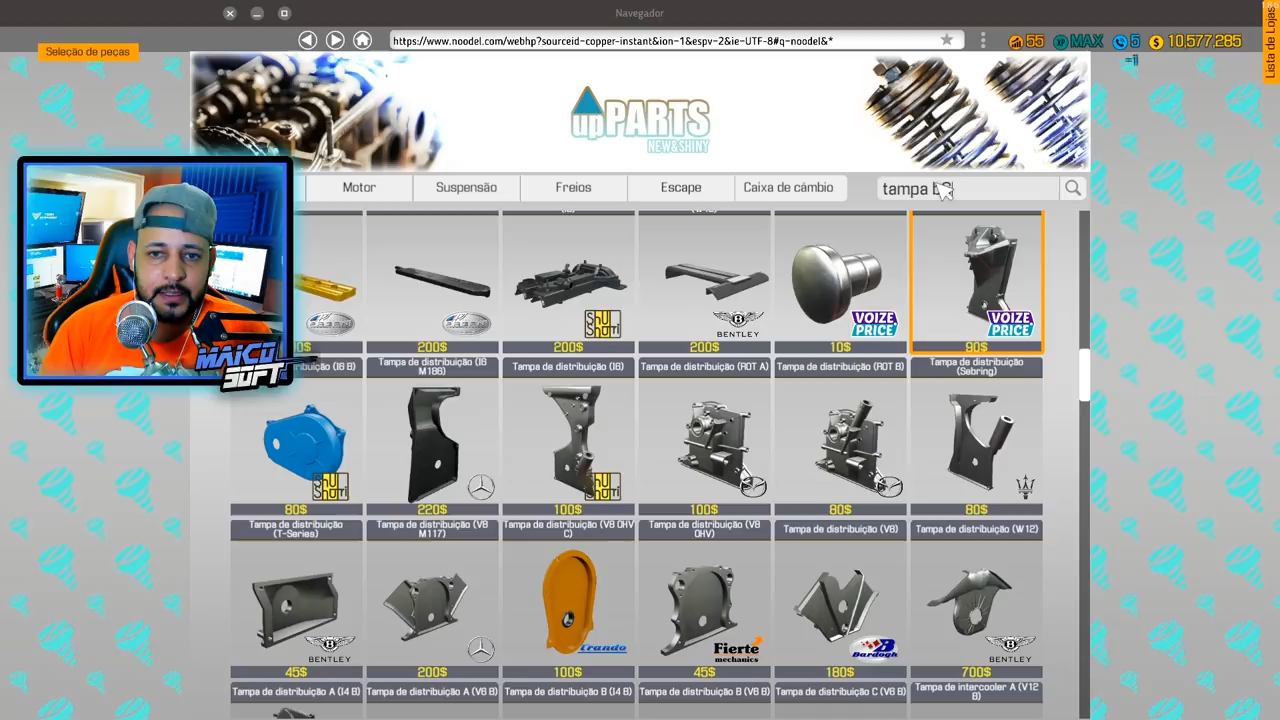 Navegador
Seleção de peças
https://www.noodel.com/webhp?sourceid-copper-instant&ion-1&espv-2&ie-UTF-8#q-noodel&*
55
MAX
5
10,577,285
Lista de Lojas
upPARTS
NEW&SHINY
Motor
Suspensão
Freios
Escape
Caixa de câmbio
tampa b
BENTLEY
VOIZE PRICE
VOIZE PRICE
200$
200$
200$
10$
90$
Tampa de distribuição (I6 M186)
Tampa de distribuição (I6)
Tampa de distribuição (ROT A)
Tampa de distribuição (ROT B)
Tampa de distribuição (Sebring)
MAICO SOFT
80$
220$
100$
100$
80$
80$
Tampa de distribuição (T-Series)
Tampa de distribuição (V8 M117)
Tampa de distribuição (V8 OHV C)
Tampa de distribuição (V8 OHV)
Tampa de distribuição (V8)
Tampa de distribuição (W12)
BENTLEY
Trando
Fierte mechanics
Bardogh
BENTLEY
45$
200$
100$
45$
180$
700$
Tampa de distribuição A (I4 B)
Tampa de distribuição A (V6 B)
Tampa de distribuição B (I4 B)
Tampa de distribuição B (V6 B)
Tampa de distribuição C (V6 B)
Tampa de intercooler A (V12 B)